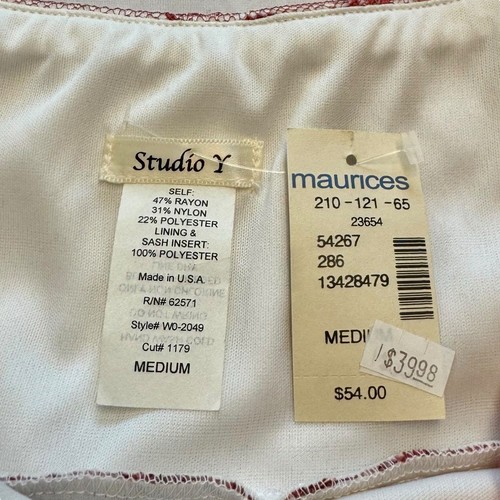 Studio Y
SELF:
47% RAYON
31% NYLON
22% POLYESTER
LINING &
SASH INSERT:
100% POLYESTER
Made in U.S.A.
R/N# 62571
Style# W0-2049
Cut# 1179
MEDIUM
maurices
210-121-65
23654
54267
286
13428479
MEDI
$39.98
$54.00